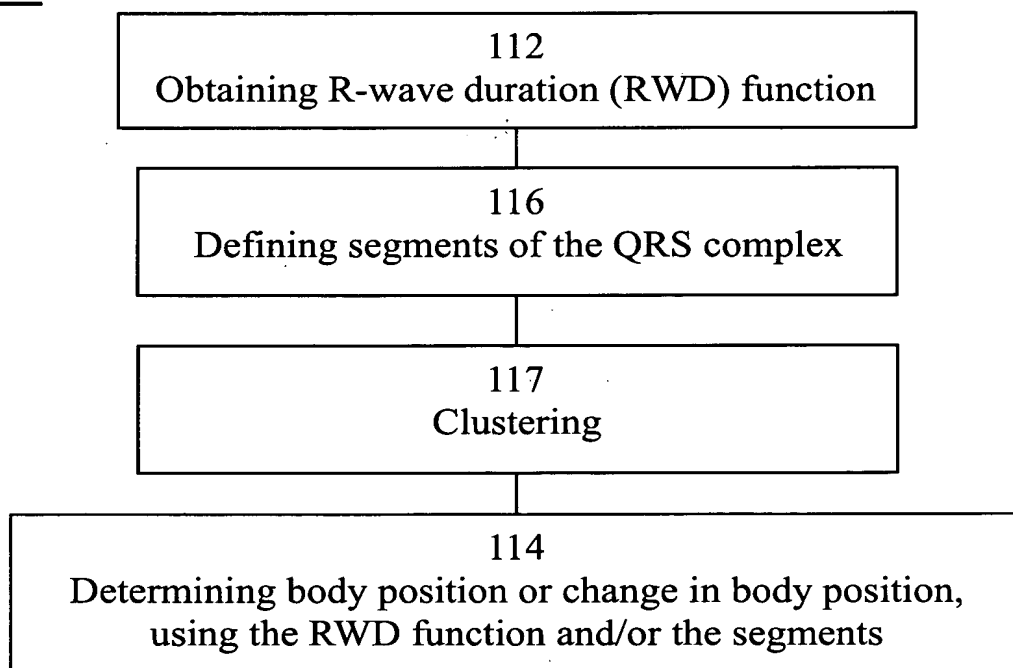 112
Obtaining R-wave duration (RWD) function
116
Defining segments of the QRS complex
117
Clustering
114
Determining body position or change in body position,
using the RWD function and/or the segments